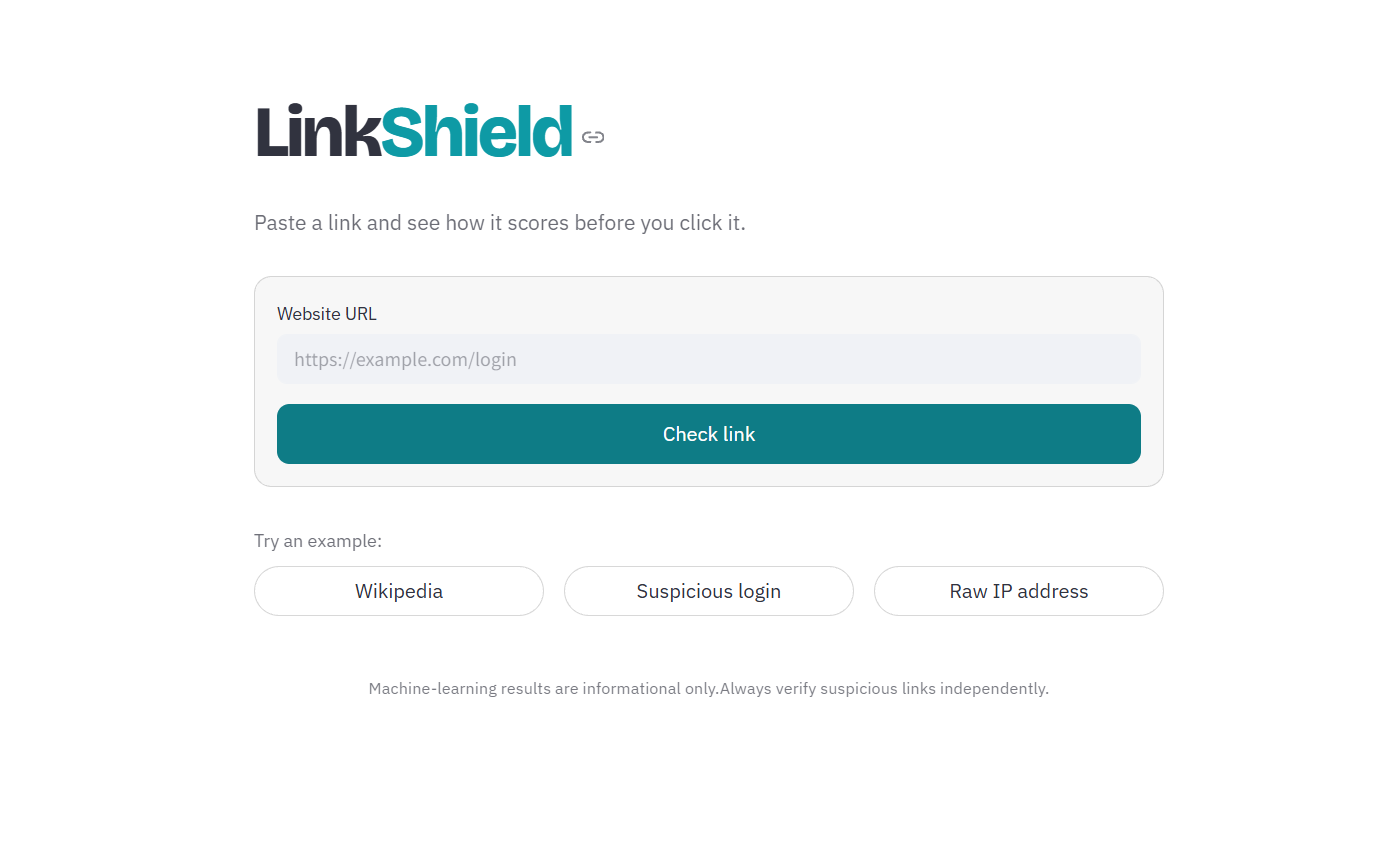 LinkShield
Paste a link and see how it scores before you click it.
Website URL
https://example.com/login
Check link
Try an example:
Wikipedia
Suspicious login
Raw IP address
Machine-learning results are informational only.Always verify suspicious links independently.